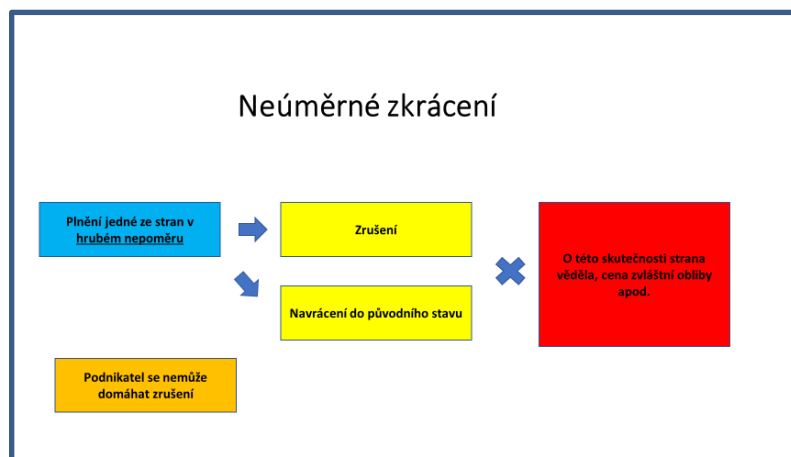 Neúměrné zkrácení
Plnění jedné ze stran v
hrubém nepoměru
Zrušení
O této skutečnosti strana
věděla, cena zvláštní obliby
apod.
Navrácení do původního stavu
Podnikatel se nemůže
domáhat zrušení